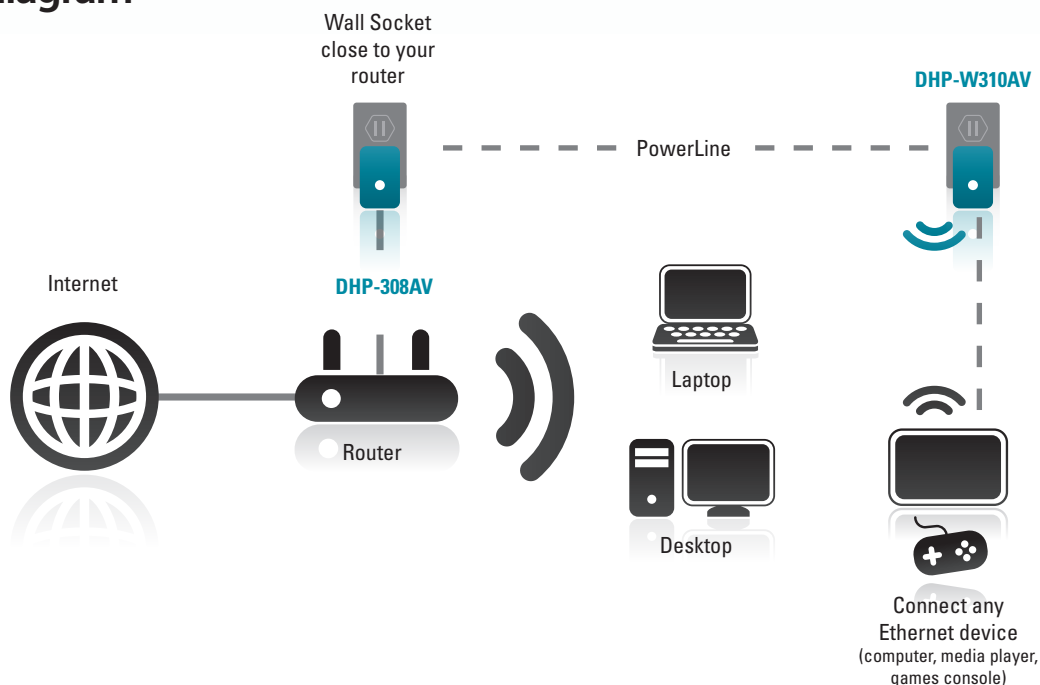 Wall Socket
close to your
router
DHP-W310AV
PowerLine
Internet
DHP-308AV
Laptop
Router
Desktop
Connect any
Ethernet device
(computer, media player,
games console)